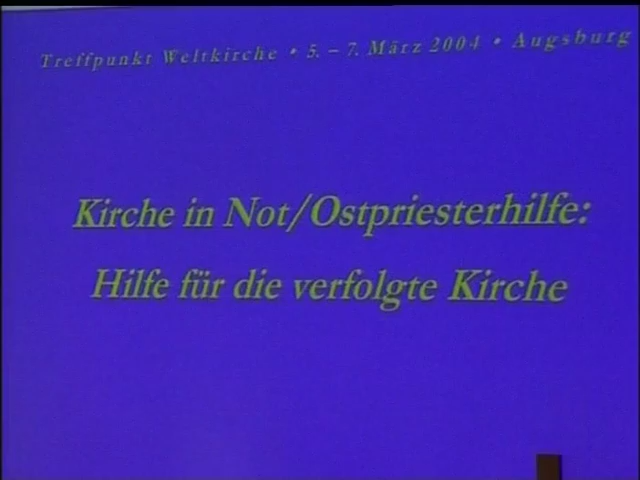 Treffpunkt Weltkirche • 5. – 7. März 2004 • Augsburg
Kirche in Not/Ostpriesterhilfe:
Hilfe für die verfolgte Kirche